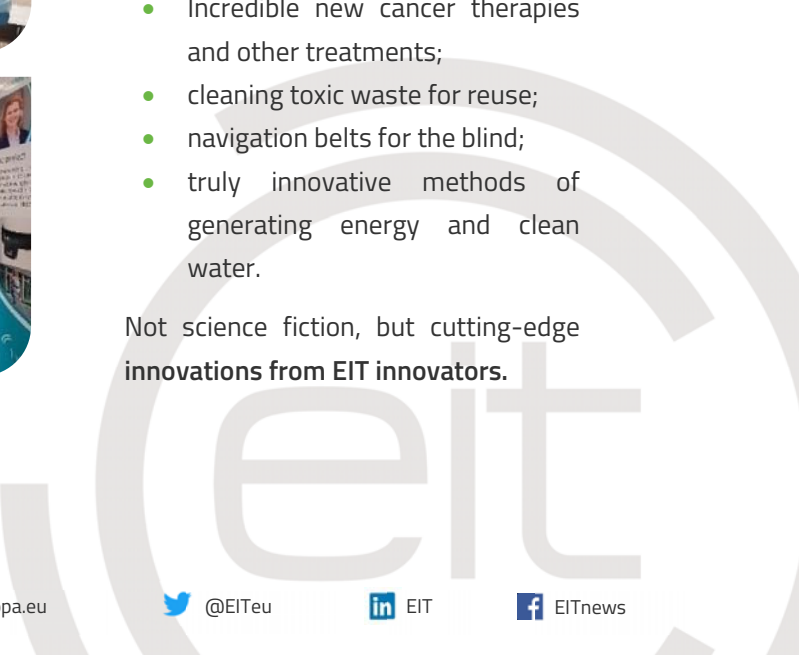 Incredible new cancer therapies
and other treatments;
cleaning toxic waste for reuse;
navigation belts for the blind;
truly innovative methods of
generating energy and clean
water.
Not science fiction, but cutting-edge
innovations from EIT innovators.
eit
pa.eu
@EITeu
in EIT
f EITnews